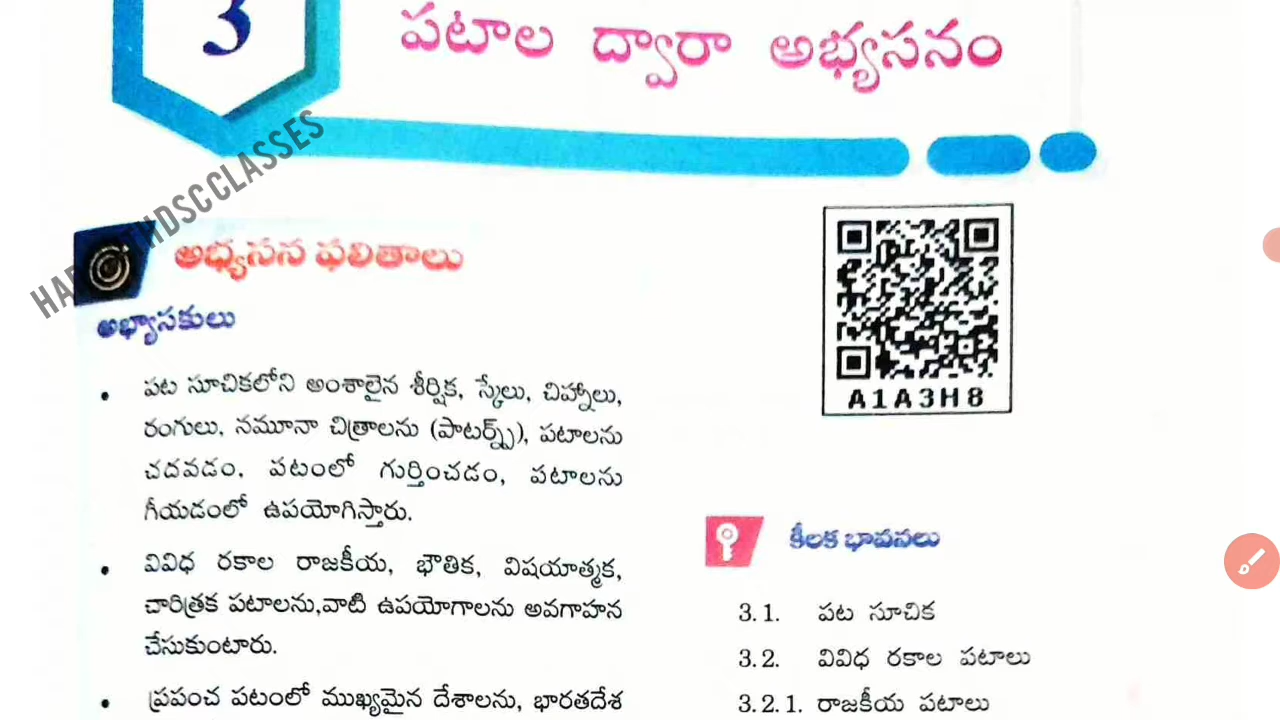 3
పటాల ద్వారా అభ్యసనం
DSC CLASSES
అభ్యసన ఫలితాలు
అభ్యాసకులు
• పట సూచికలోని అంశాలైన శీర్షిక, స్కేలు, చిహ్నాలు,
రంగులు, నమూనా చిత్రాలను (పాటర్న్స్), పటాలను
చదవడం, పటంలో గుర్తించడం, పటాలను
గీయడంలో ఉపయోగిస్తారు.
• వివిధ రకాల రాజకీయ, భౌతిక, విషయాత్మక,
చారిత్రక పటాలను,వాటి ఉపయోగాలను అవగాహన
చేసుకుంటారు.
• ప్రపంచ పటంలో ముఖ్యమైన దేశాలను, భారతదేశ
A1A3H8
కీలక భావనలు
3.1. పట సూచిక
3.2. వివిధ రకాల పటాలు
3.2.1. రాజకీయ పటాలు